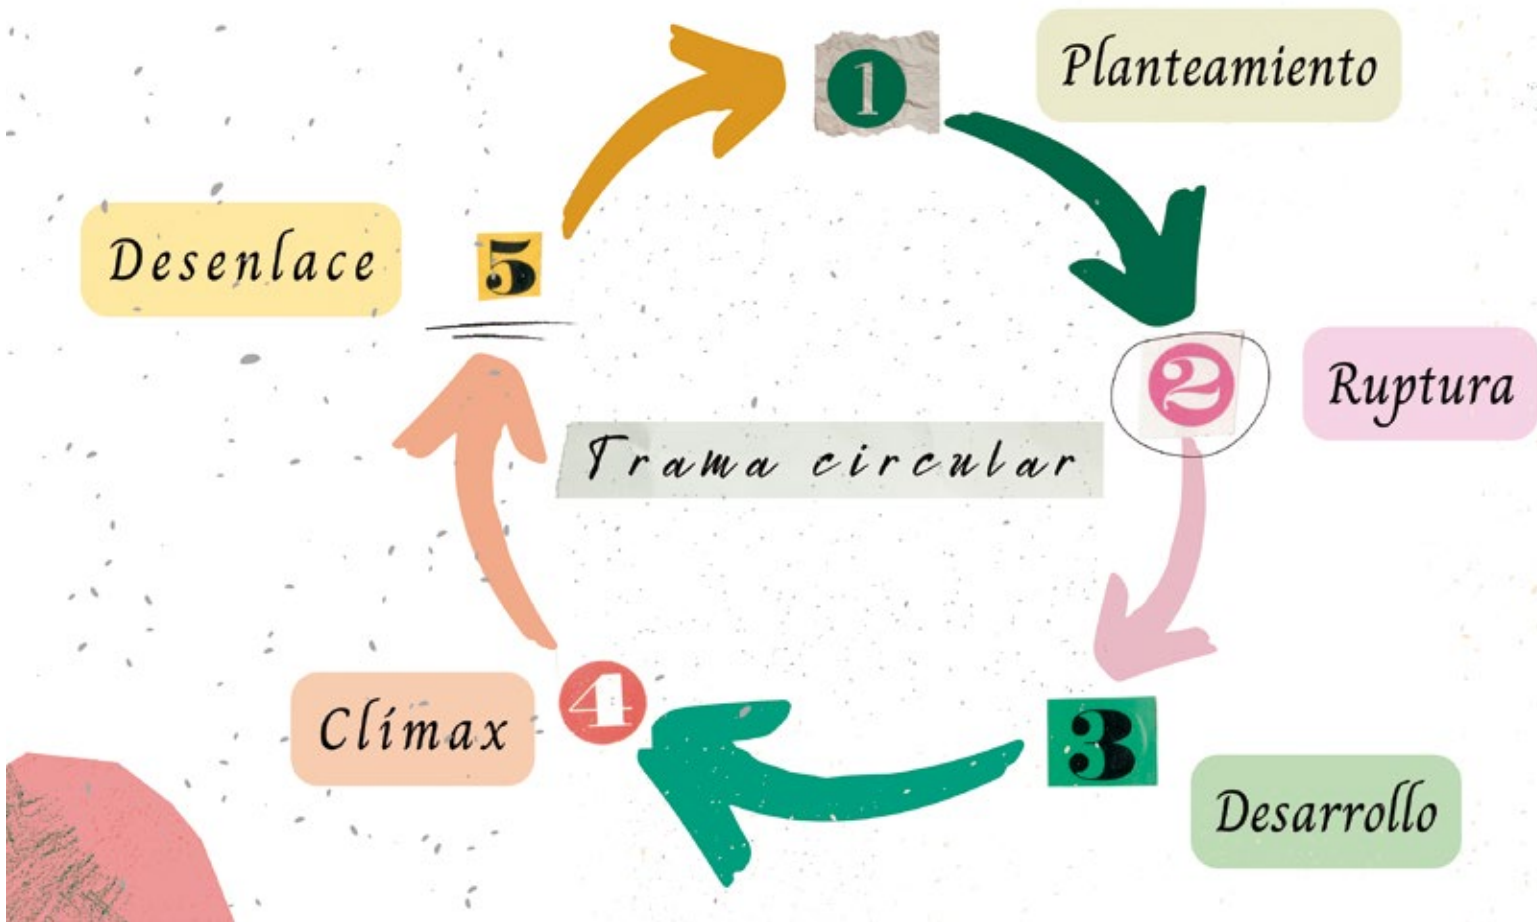 1
Planteamiento
2
Ruptura
3
Desarrollo
4
Clímax
5
Desenlace
Trama circular